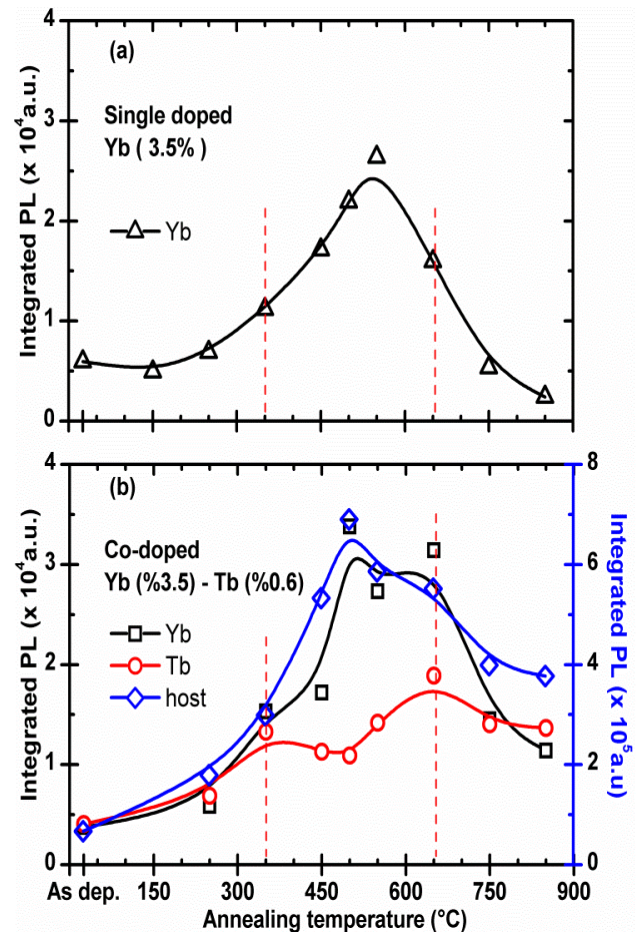 (a)
Single doped
Yb ( 3.5% )
Yb
Integrated PL (x 10⁴a.u.)
4
3
2
1
0
(b)
Co-doped
Yb (%3.5) - Tb (%0.6)
Yb
Tb
host
Integrated PL (x 10⁴a.u.)
4
3
2
1
0
Integrated PL (x 10⁵a.u)
8
6
4
2
0
As dep. 150 300 450 600 750 900
Annealing temperature (°C)